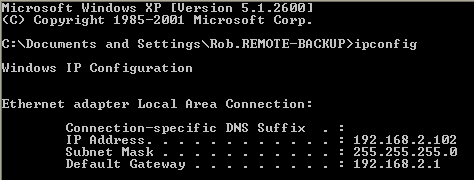 Microsoft Windows XP [Version 5.1.2600]
(C) Copyright 1985-2001 Microsoft Corp.
C:\Documents and Settings\Rob.REMOTE-BACKUP>ipconfig
Windows IP Configuration
Ethernet adapter Local Area Connection:
Connection-specific DNS Suffix  . :
IP Address. . . . . . . . . . . . : 192.168.2.102
Subnet Mask . . . . . . . . . . . : 255.255.255.0
Default Gateway . . . . . . . . . : 192.168.2.1